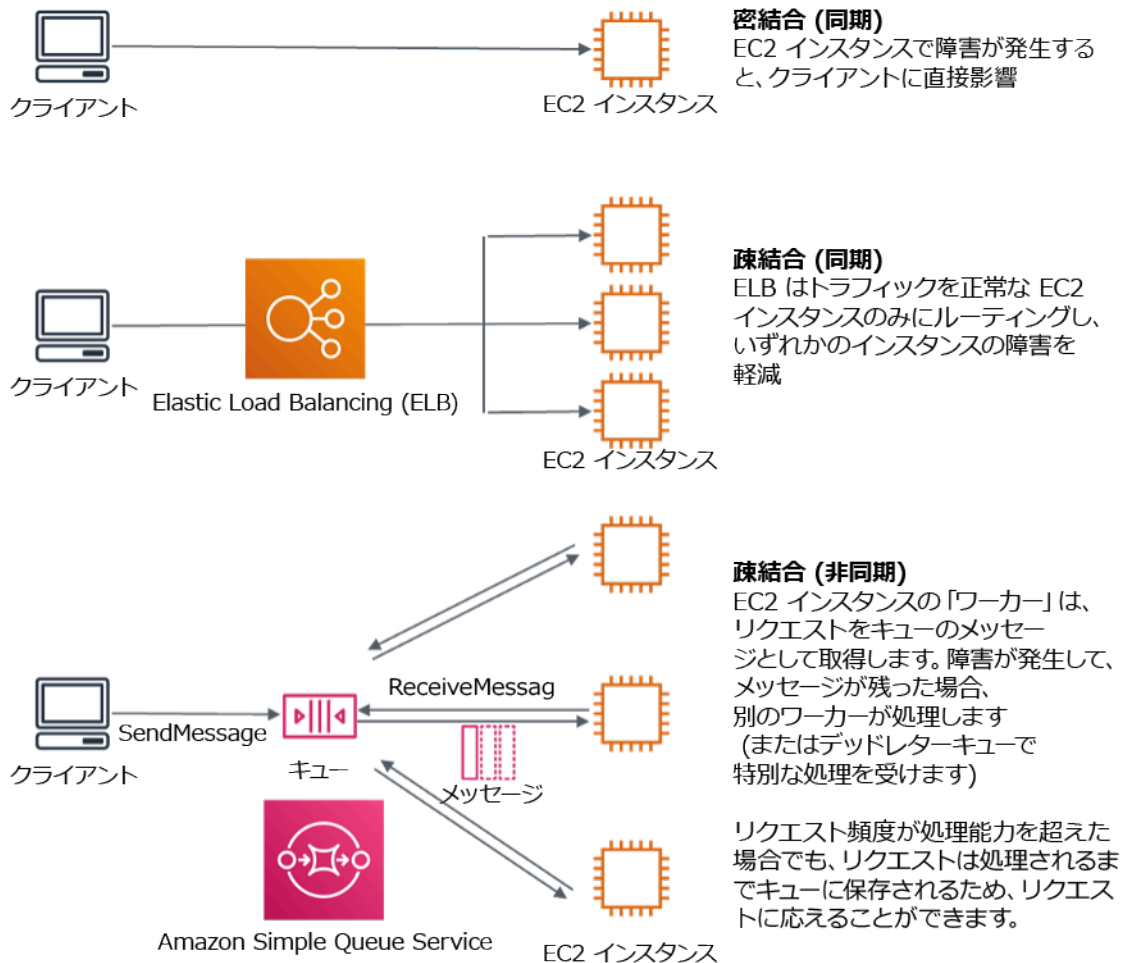 クライアント
EC2 インスタンス
密結合 (同期)
EC2 インスタンスで障害が発生する
と、クライアントに直接影響
クライアント
Elastic Load Balancing (ELB)
EC2 インスタンス
疎結合 (同期)
ELB はトラフィックを正常な EC2
インスタンスのみにルーティングし、
いずれかのインスタンスの障害を
軽減
クライアント
SendMessage
キュー
ReceiveMessag
メッセージ
Amazon Simple Queue Service
EC2 インスタンス
疎結合 (非同期)
EC2 インスタンスの「ワーカー」は、
リクエストをキューのメッセー
ジとして取得します。障害が発生して、
メッセージが残った場合、
別のワーカーが処理します
(またはデッドレターキューで
特別な処理を受けます)
リクエスト頻度が処理能力を超えた
場合でも、リクエストは処理されるま
でキューに保存されるため、リクエス
トに応えることができます。